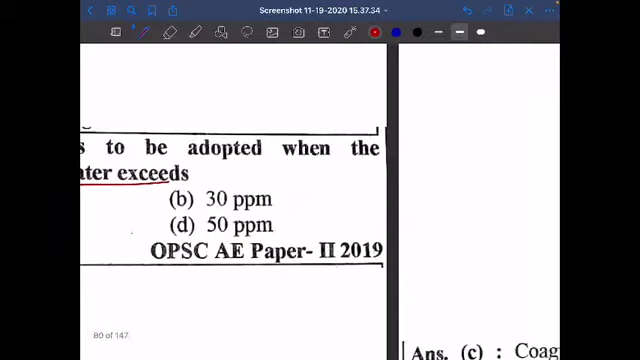 Screenshot 11-19-2020 15.37.34
s to be adopted when the
ater exceeds
(b) 30 ppm
(d) 50 ppm
OPSC AE Paper- II 2019
80 of 147
Ans. (c) : Coag